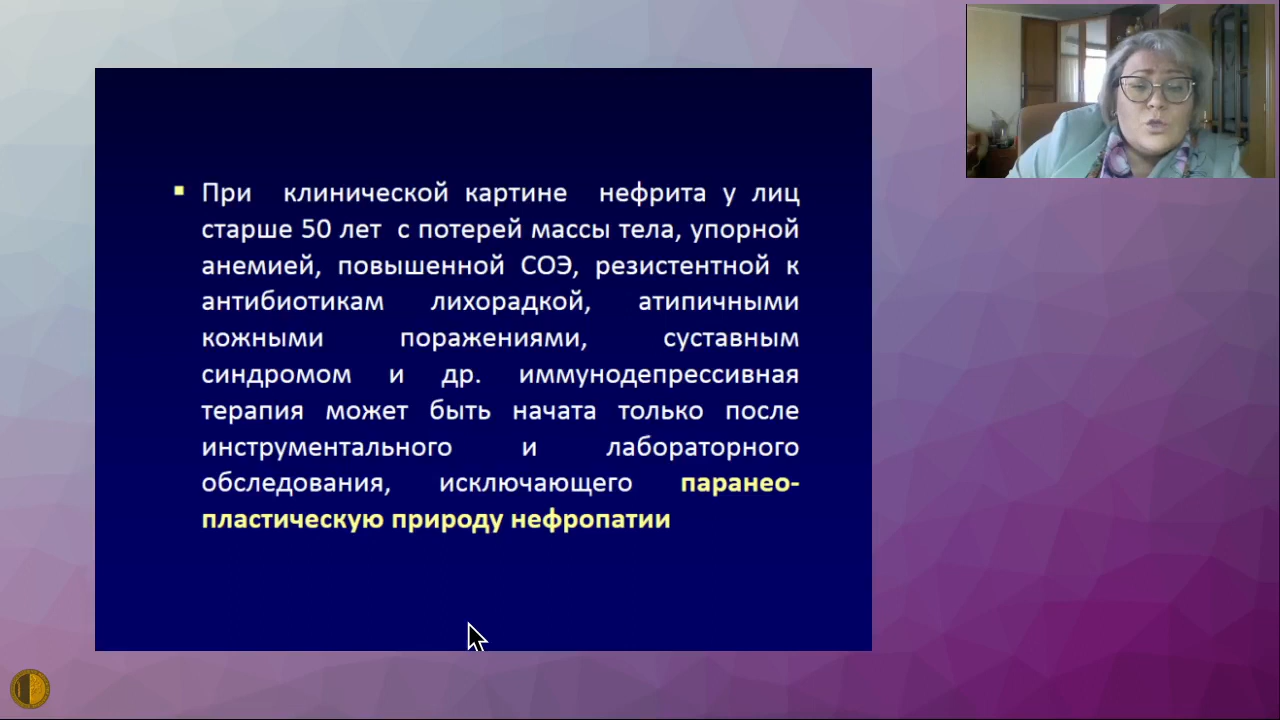 При клинической картине нефрита у лиц
старше 50 лет с потерей массы тела, упорной
анемией, повышенной СОЭ, резистентной к
антибиотикам лихорадкой, атипичными
кожными поражениями, суставным
синдромом и др. иммунодепрессивная
терапия может быть начата только после
инструментального и лабораторного
обследования, исключающего паранео-
пластическую природу нефропатии